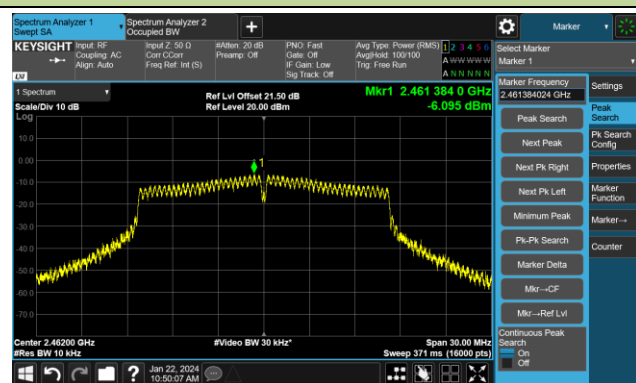 Spectrum Analyzer 1
Swept SA
Spectrum Analyzer 2
Occupied BW
+
Marker
KEYSIGHT
Input: RF
Coupling: AC
Align: Auto
Input Z: 50 Ω
Corr CCorr
Freq Ref: Int (S)
#Atten: 20 dB
Preamp: Off
PNO: Fast
Gate: Off
IF Gain: Low
Sig Track: Off
Avg Type: Power (RMS)
Avg|Hold: 100/100
Trig: Free Run
1 2 3 4 5 6
A W W W W W
A N N N N N
LXI
Select Marker
Marker 1
1 Spectrum
Scale/Div 10 dB
Log
Ref Lvl Offset 21.50 dB
Ref Level 20.00 dBm
Mkr1 2.461 384 0 GHz
-6.095 dBm
1
10.0
0.00
-10.0
-20.0
-30.0
-40.0
-50.0
-60.0
-70.0
Center 2.46200 GHz
#Res BW 10 kHz
#Video BW 30 kHz*
Span 30.00 MHz
Sweep 371 ms (16000 pts)
Marker Frequency
2.461384024 GHz
Peak Search
Next Peak
Next Pk Right
Next Pk Left
Minimum Peak
Pk-Pk Search
Marker Delta
Mkr→CF
Mkr→Ref Lvl
Continuous Peak
Search
On
Off
Settings
Peak
Search
Pk Search
Config
Properties
Marker
Function
Marker→
Counter
?
Jan 22, 2024
10:50:07 AM